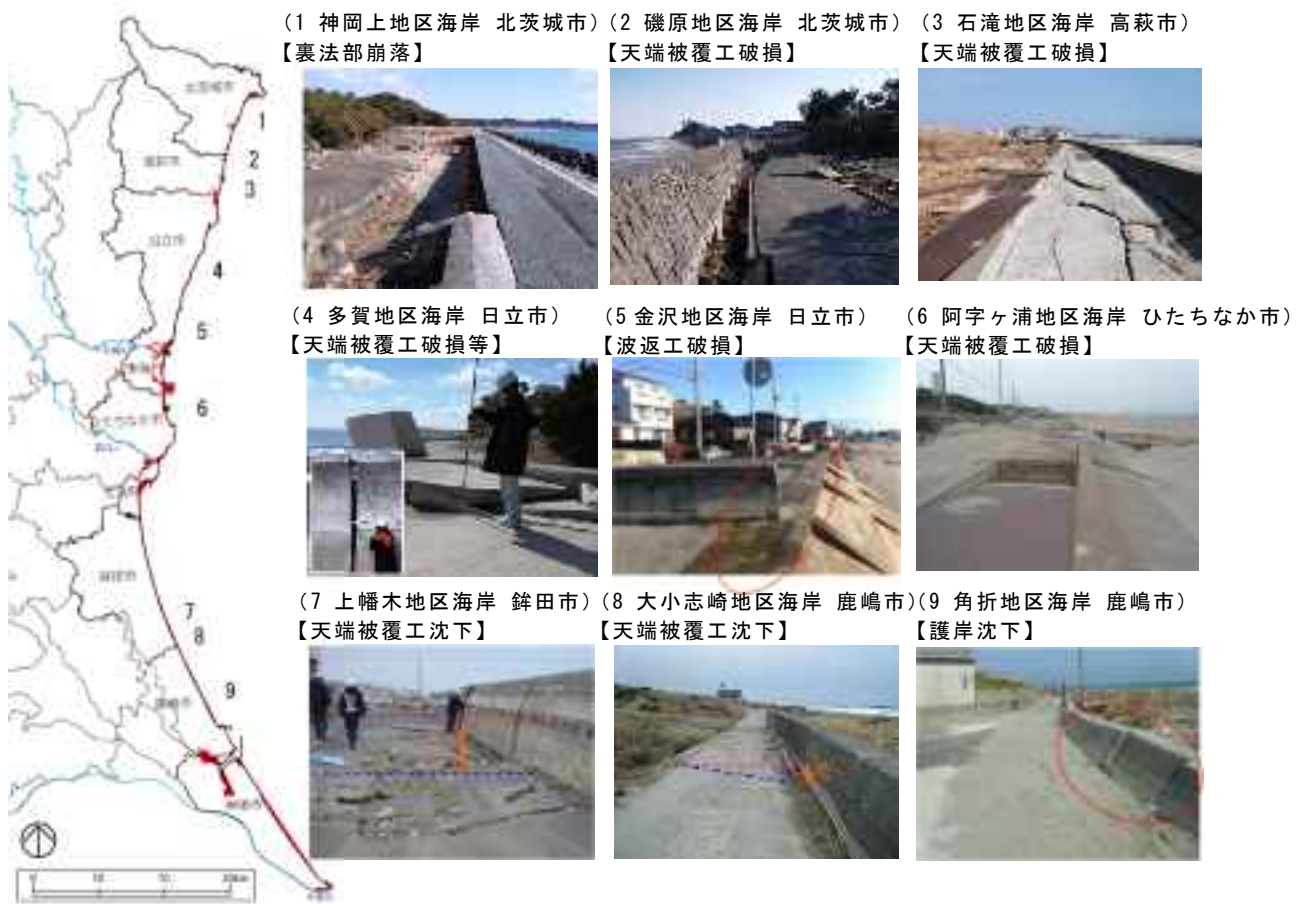 (1 神岡上地区海岸 北茨城市)
【裏法部崩落】
(2 磯原地区海岸 北茨城市)
【天端被覆工破損】
(3 石滝地区海岸 高萩市)
【天端被覆工破損】
(4 多賀地区海岸 日立市)
【天端被覆工破損等】
(5 金沢地区海岸 日立市)
【波返工破損】
(6 阿字ヶ浦地区海岸 ひたちなか市)
【天端被覆工破損】
(7 上幡木地区海岸 鉾田市)
【天端被覆工沈下】
(8 大小志崎地区海岸 鹿嶋市)
【天端被覆工沈下】
(9 角折地区海岸 鹿嶋市)
【護岸沈下】
1
2
3
4
5
6
7
8
9
日立市